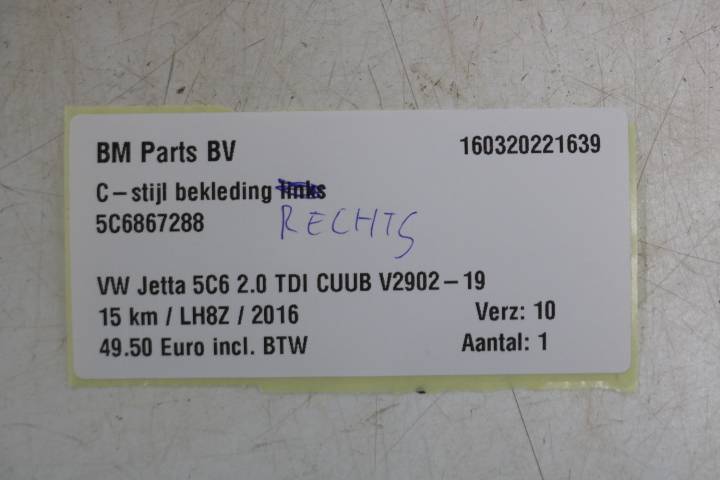 BM Parts BV 160320221639
C-stijl bekleding links
5C6867288 RECHTS
VW Jetta 5C6 2.0 TDI CUUB V2902-19
15 km / LH8Z / 2016 Verz: 10
49.50 Euro incl. BTW Aantal: 1